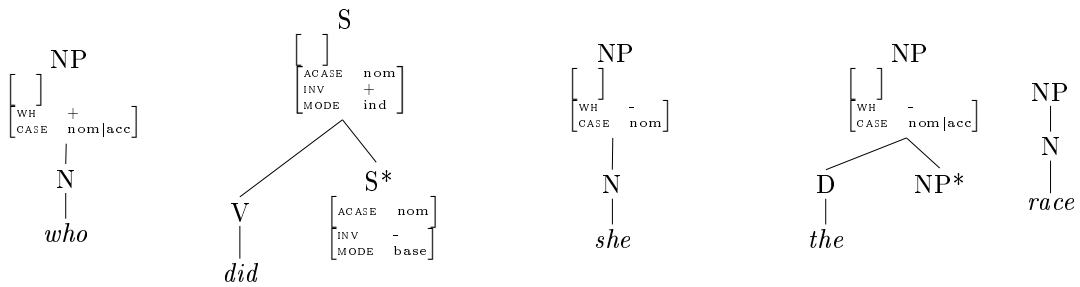 NP
[ ]
[WH +
CASE nom|acc]
N
who
S
[ ]
[ACASE nom
INV +
MODE ind]
V
did
S*
[ACASE nom]
[INV -
MODE base]
NP
[ ]
[WH -
CASE nom]
N
she
NP
[ ]
[WH -
CASE nom|acc]
D
the
NP*
NP
N
race